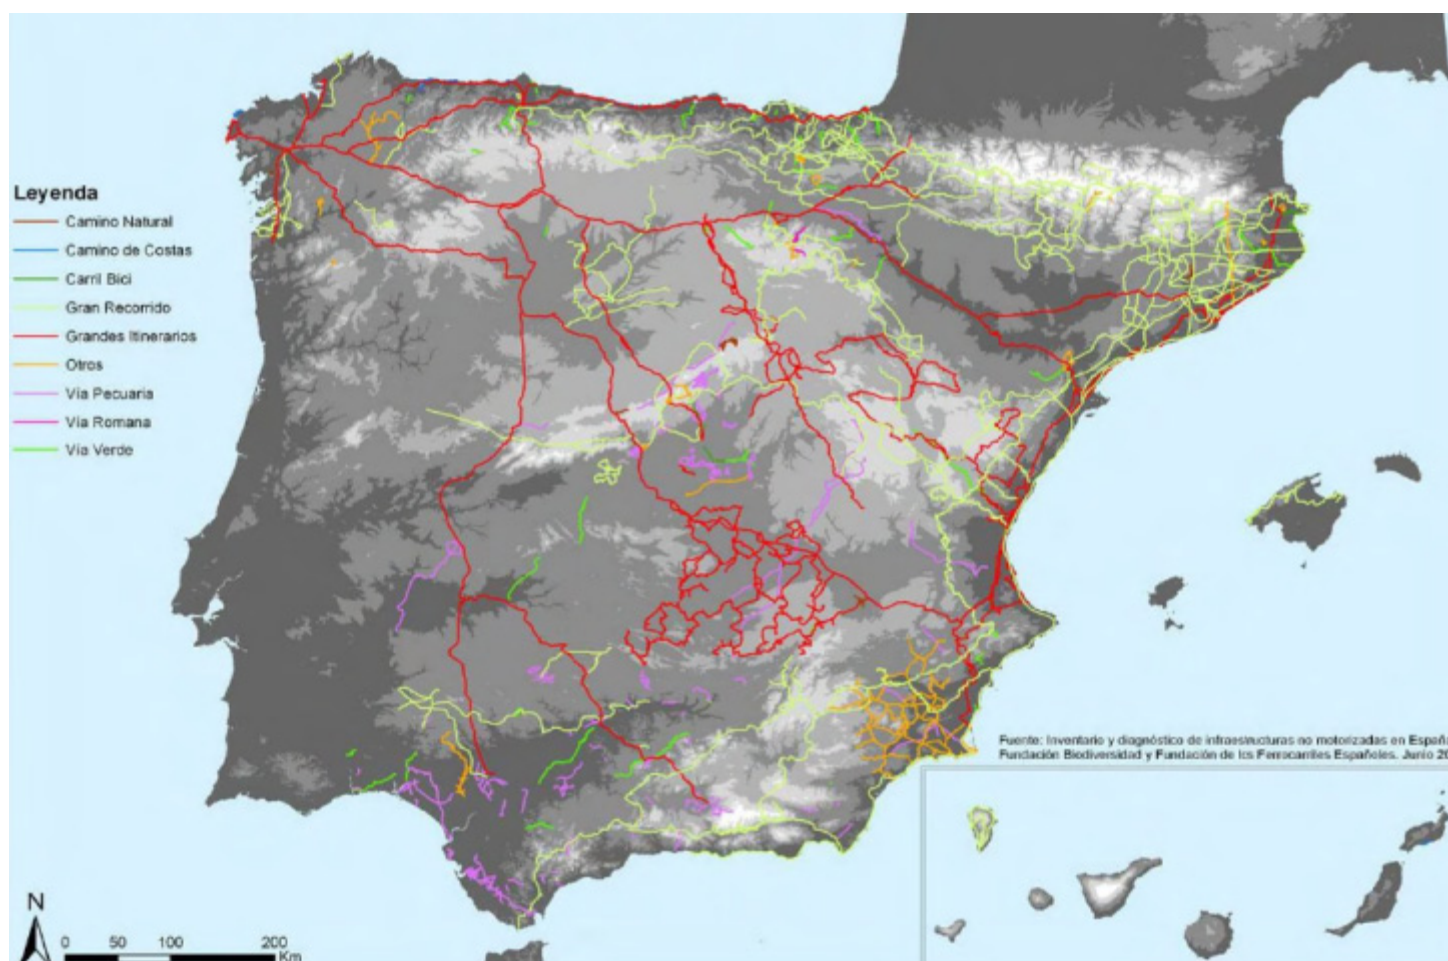 Leyenda
Camino Natural
Camino de Costas
Carril Bici
Gran Recorrido
Grandes Itinerarios
Otros
Vía Pecuaria
Vía Romana
Vía Verde
Fuente: Inventario y diagnóstico de infraestructuras no motorizadas en España
Fundación Biodiversidad y Fundación de los Ferrocarriles Españoles. Junio 20
N
0 50 100 200
Km